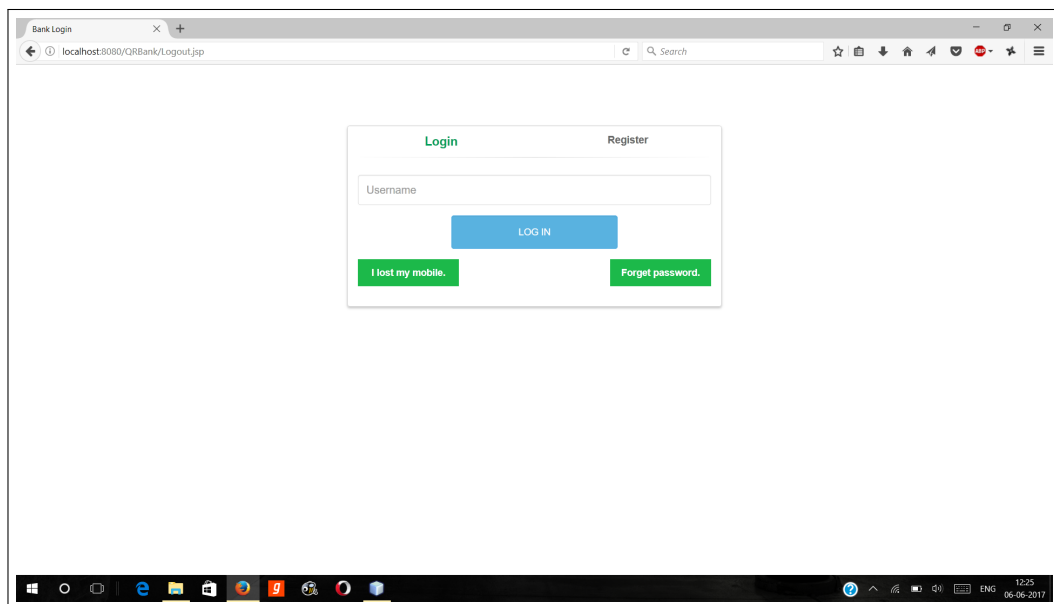 Bank Login
localhost:8080/QRBank/Logout.jsp
Search
ABP
Login Register
Username
LOG IN
I lost my mobile. Forget password.
ENG
12:25
06-06-2017